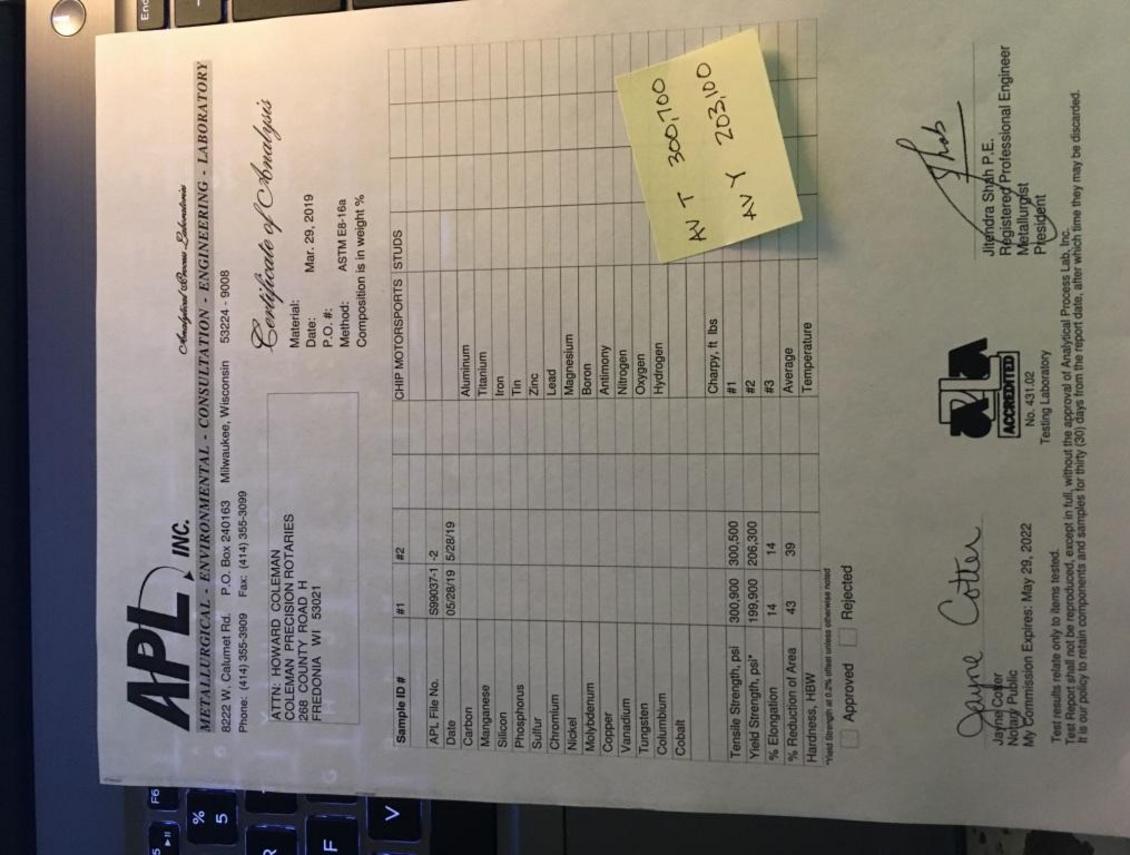 APL INC.
Analytical Process Laboratories
METALLURGICAL - ENVIRONMENTAL - CONSULTATION - ENGINEERING - LABORATORY
8222 W. Calumet Rd. P.O. Box 240163 Milwaukee, Wisconsin 53224 - 9008
Phone: (414) 355-3909 Fax: (414) 355-3099
Certificate of Analysis
ATTN: HOWARD COLEMAN
COLEMAN PRECISION ROTARIES
268 COUNTY ROAD H
FREDONIA WI 53021
Material:
Date: Mar. 29, 2019
P.O. #:
Method: ASTM E8-16a
Composition is in weight %
Sample ID # #1 #2 CHIP MOTORSPORTS STUDS
APL File No. S99037-1 -2
Date 05/28/19 5/28/19
Carbon Aluminum
Manganese Titanium
Silicon Iron
Phosphorus Tin
Sulfur Zinc
Chromium Lead
Nickel Magnesium
Molybdenum Boron
Copper Antimony
Vanadium Nitrogen
Tungsten Oxygen
Columbium Hydrogen
Cobalt
Charpy, ft lbs
Tensile Strength, psi 300,900 300,500 #1
Yield Strength, psi* 199,900 206,300 #2
% Elongation 14 14 #3
% Reduction of Area 43 39 Average
Hardness, HBW Temperature
*Yield Strength at 0.2% offset unless otherwise noted
AV T 300,700
AV Y 203,100
Approved Rejected
Jayne Cotter
Jayne Cotter
Notary Public
My Commission Expires: May 29, 2022
A2LA
ACCREDITED
No. 431.02
Testing Laboratory
Jitendra Shah P.E.
Registered Professional Engineer
Metallurgist
President
Test results relate only to items tested.
Test Report shall not be reproduced, except in full, without the approval of Analytical Process Lab, Inc.
It is our policy to retain components and samples for thirty (30) days from the report date, after which time they may be discarded.
End
F6
5
%
5
R
F
V